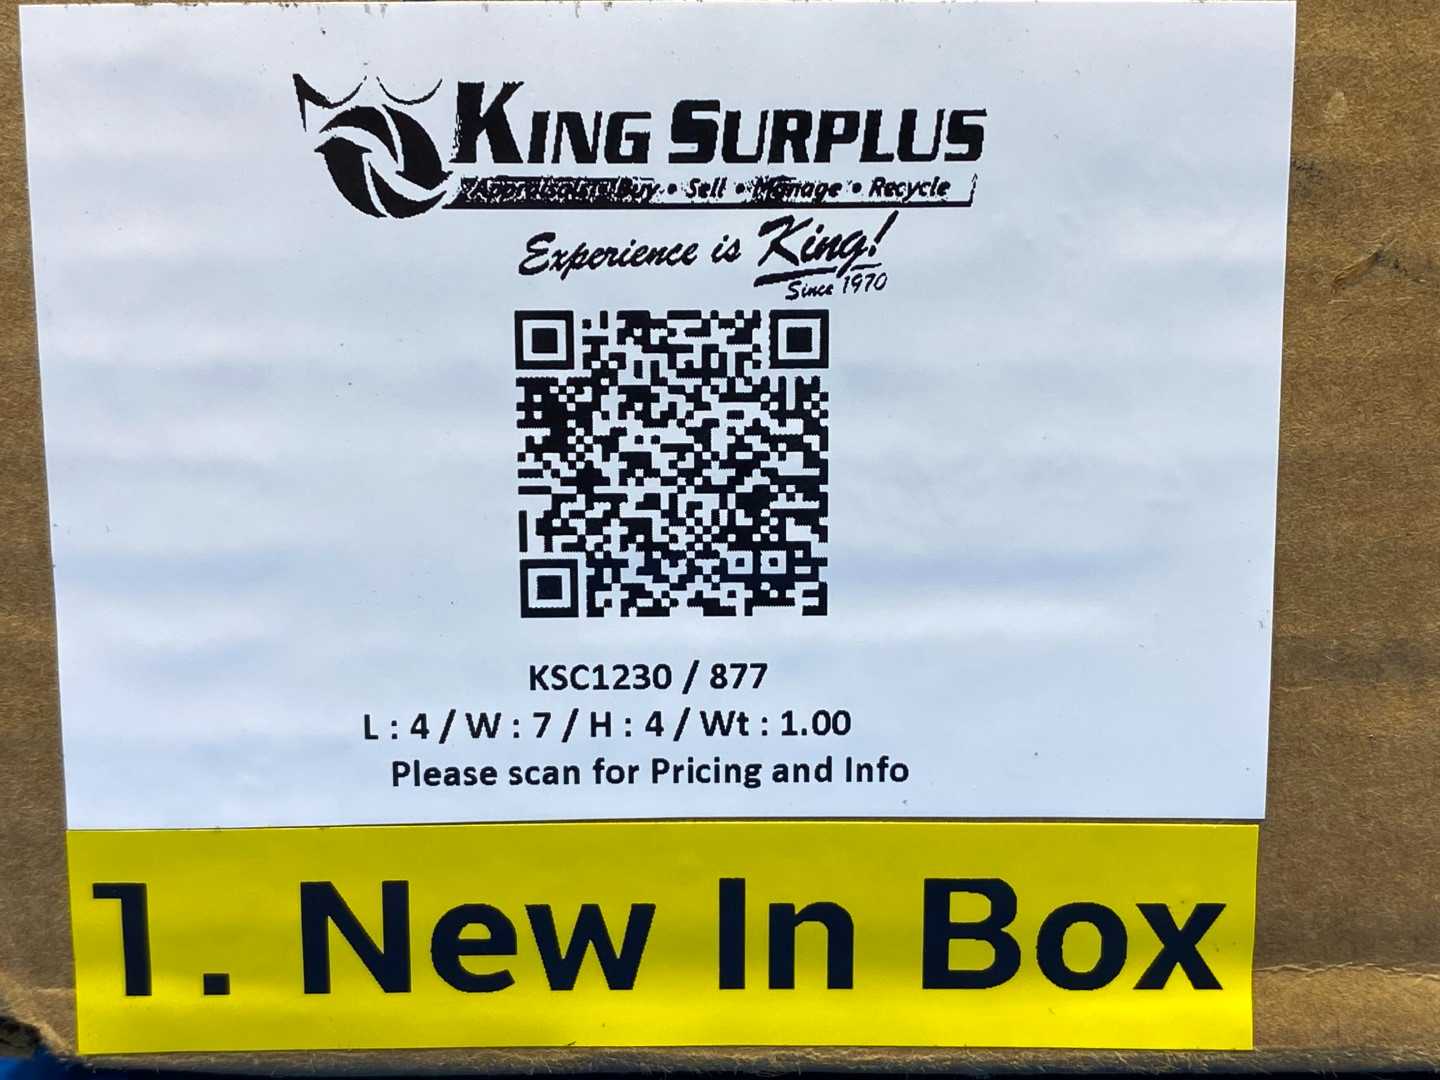 KING SURPLUS
Appraisals • Buy • Sell • Manage • Recycle
Experience is King!
Since 1970
KSC1230 / 877
L : 4 / W : 7 / H : 4 / Wt : 1.00
Please scan for Pricing and Info
1. New In Box